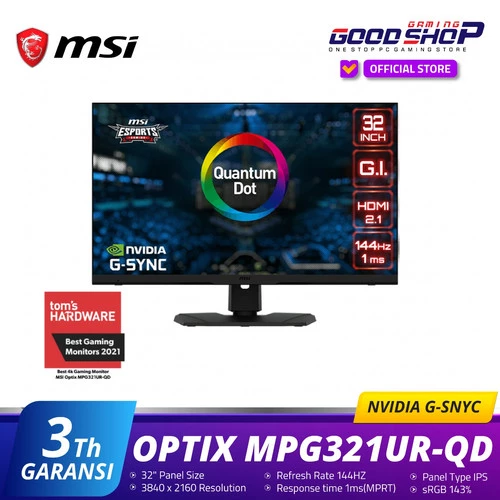 msi
GAMING
GOOD SHOP
ONE STOP PC GAMING STORE
OFFICIAL STORE
msi
ESPORTS
GAMING
Quantum
Dot
NVIDIA
G-SYNC
32
INCH
G.I.
HDMI
2.1
144Hz
1 ms
msi
tom's
HARDWARE
Best Gaming
Monitors 2021
Best 4k Gaming Monitor
MSI Optix MPG321UR-QD
NVIDIA G-SNYC
3Th
GARANSI
OPTIX MPG321UR-QD
• 32" Panel Size
• 3840 x 2160 Resolution
• Refresh Rate 144HZ
• Response time 1ms(MPRT)
• Panel Type IPS
• sRGB 143%